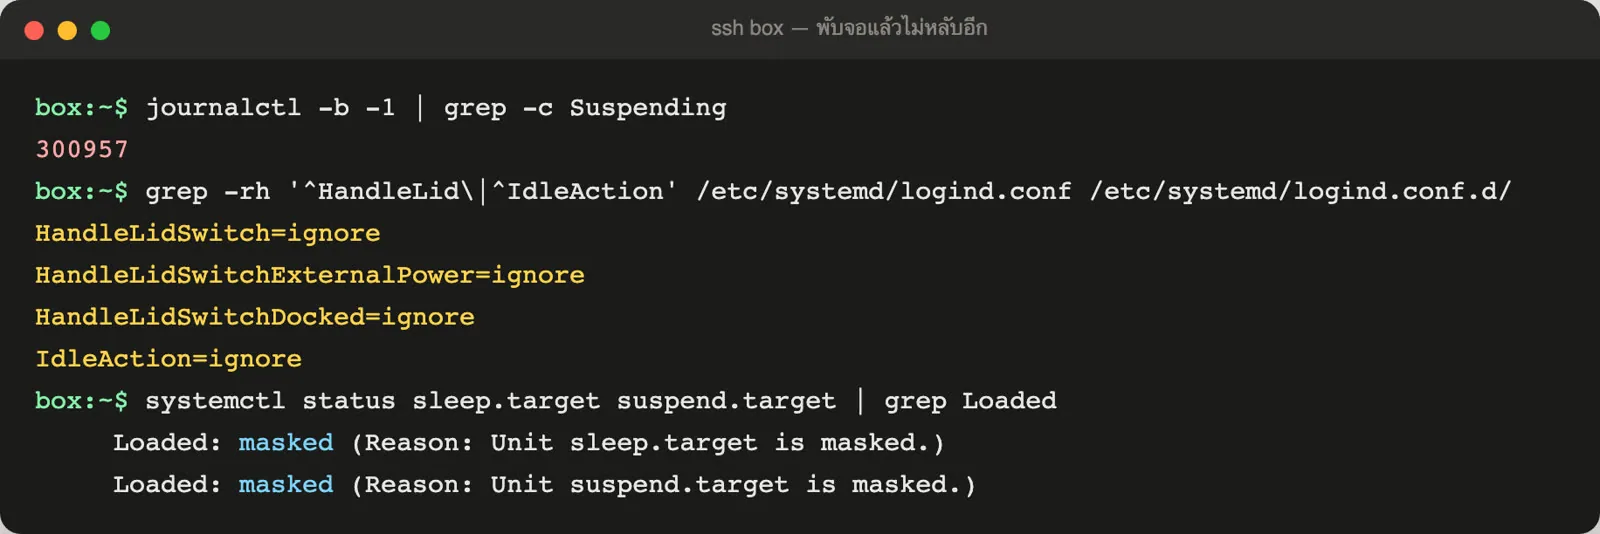 ssh box — พับจอแล้วไม่หลับอีก
box:~$ journalctl -b -1 | grep -c Suspending
300957
box:~$ grep -rh '^HandleLid\|^IdleAction' /etc/systemd/logind.conf /etc/systemd/logind.conf.d/
HandleLidSwitch=ignore
HandleLidSwitchExternalPower=ignore
HandleLidSwitchDocked=ignore
IdleAction=ignore
box:~$ systemctl status sleep.target suspend.target | grep Loaded
Loaded: masked (Reason: Unit sleep.target is masked.)
Loaded: masked (Reason: Unit suspend.target is masked.)